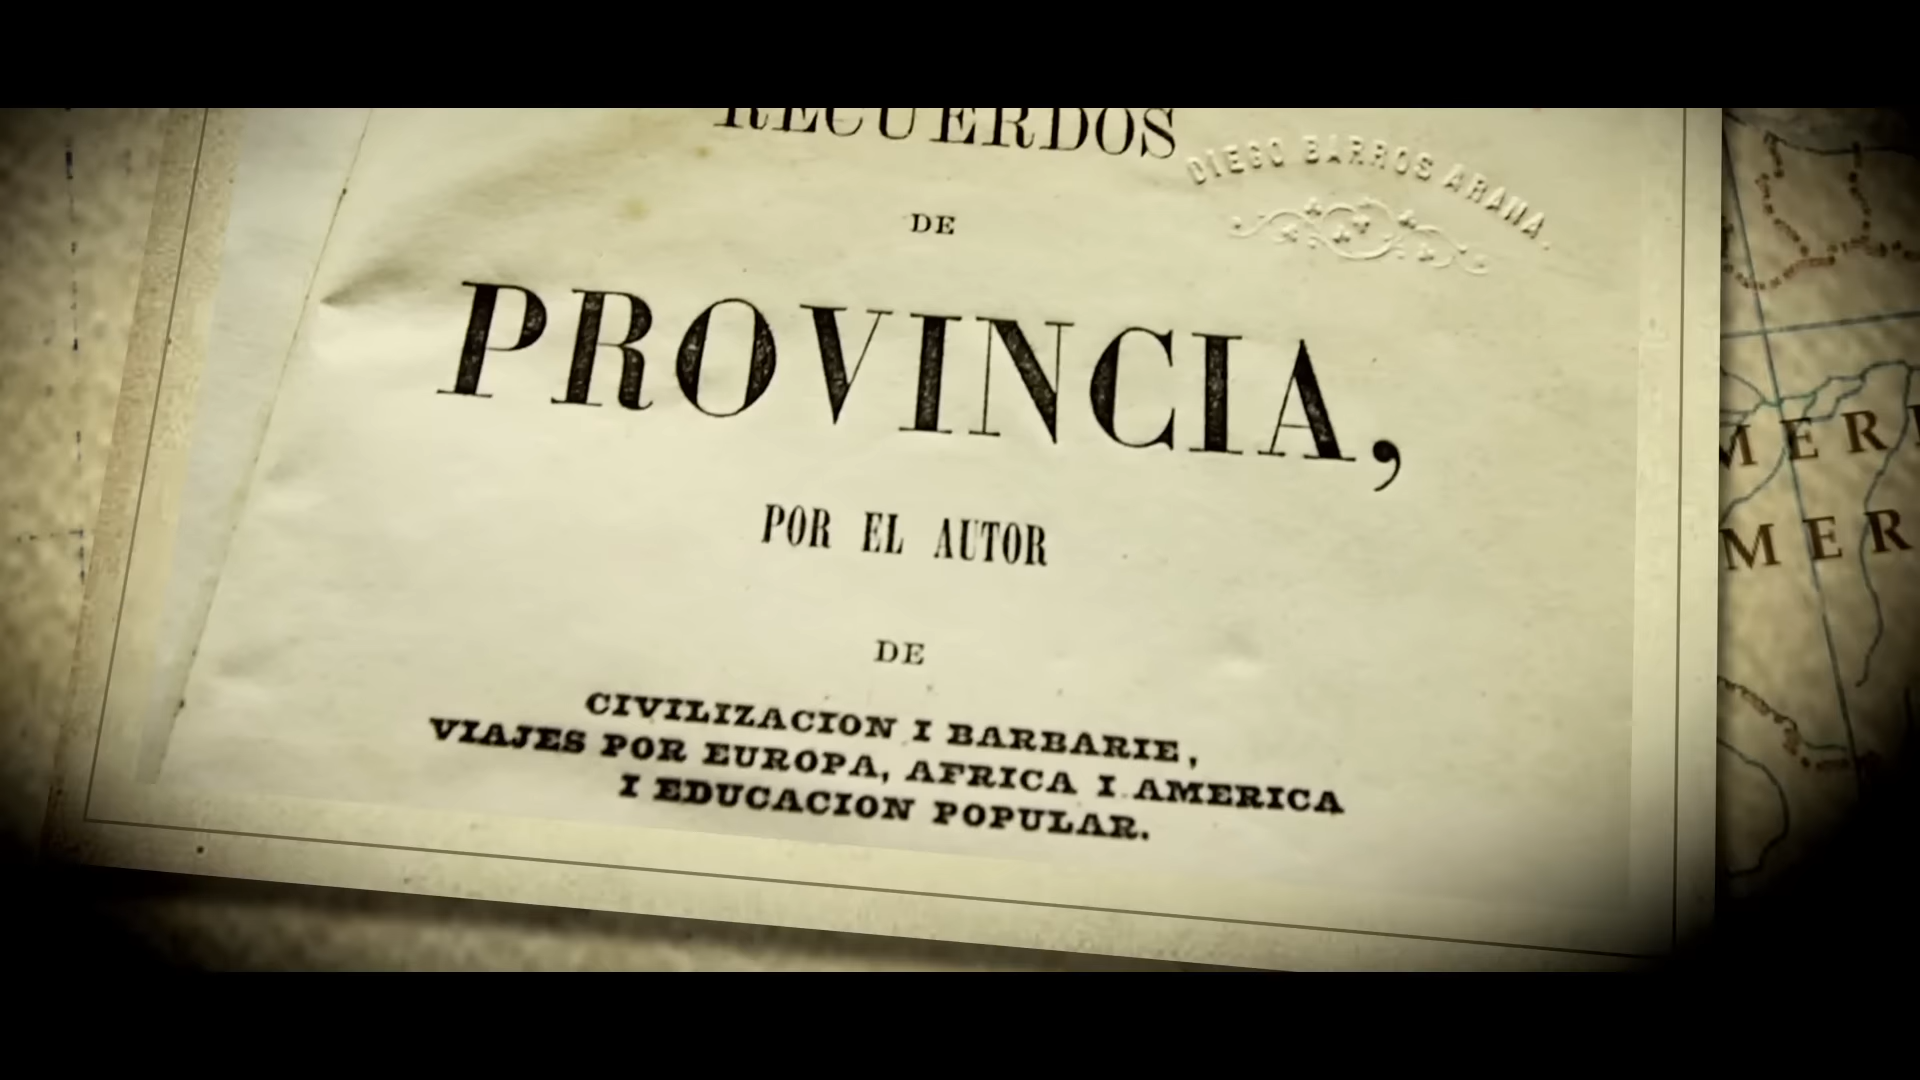 RECUERDOS
DIEGO BARROS ARANA.
DE
PROVINCIA,
POR EL AUTOR
DE
CIVILIZACION I BARBARIE,
VIAJES POR EUROPA, AFRICA I AMERICA
I EDUCACION POPULAR.
MER
MER